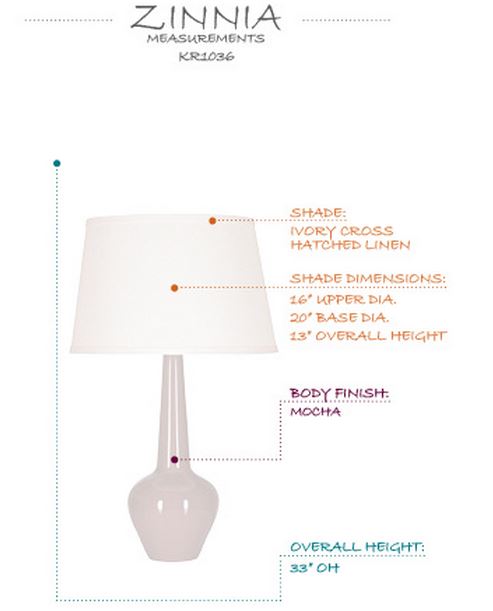 ZINNIA
MEASUREMENTS
KR1036
SHADE:
IVORY CROSS
HATCHED LINEN
SHADE DIMENSIONS:
16" UPPER DIA.
20" BASE DIA.
13" OVERALL HEIGHT
BODY FINISH:
MOCHA
OVERALL HEIGHT:
33" OH